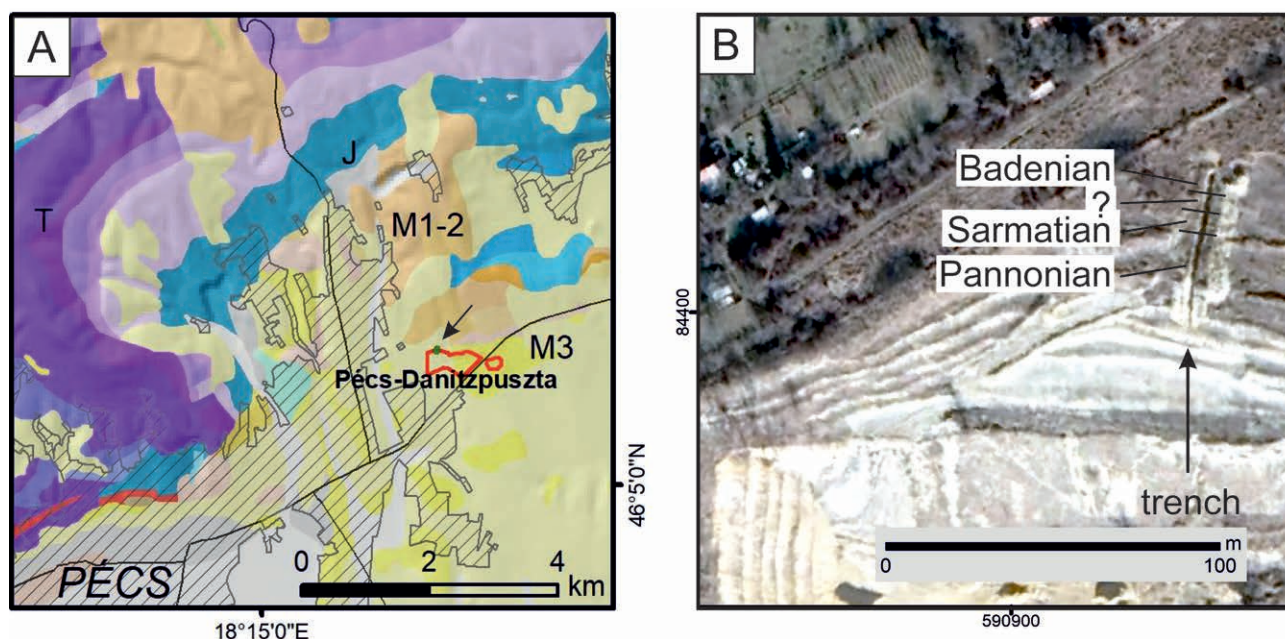 A
J
T
M1-2
M3
Pécs-Danitzpuszta
46°5'0"N
PÉCS
0 2 4
km
18°15'0"E
B
Badenian
?
Sarmatian
Pannonian
84400
trench
m
0 100
590900